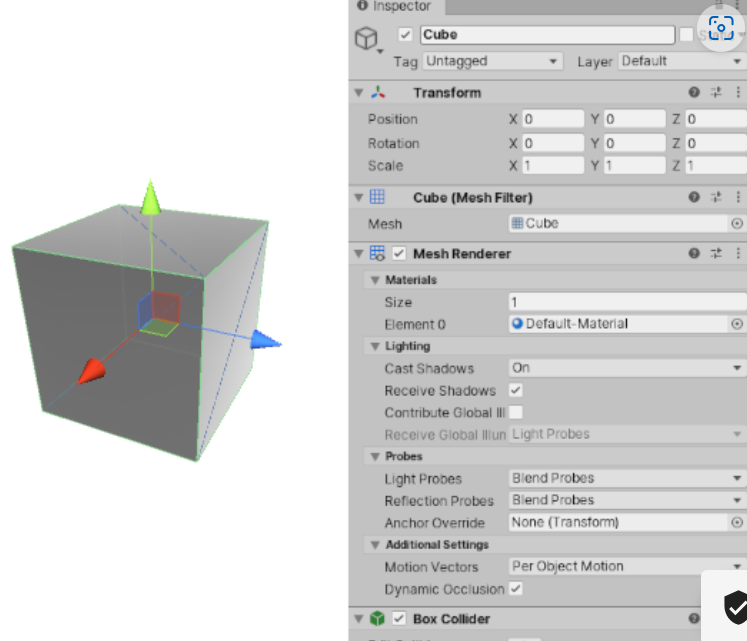 Inspector
Cube
Tag Untagged Layer Default
Transform
Position X 0 Y 0 Z 0
Rotation X 0 Y 0 Z 0
Scale X 1 Y 1 Z 1
Cube (Mesh Filter)
Mesh Cube
Mesh Renderer
Materials
Size 1
Element 0 Default-Material
Lighting
Cast Shadows On
Receive Shadows
Contribute Global Ill
Receive Global Illun Light Probes
Probes
Light Probes Blend Probes
Reflection Probes Blend Probes
Anchor Override None (Transform)
Additional Settings
Motion Vectors Per Object Motion
Dynamic Occlusion
Box Collider